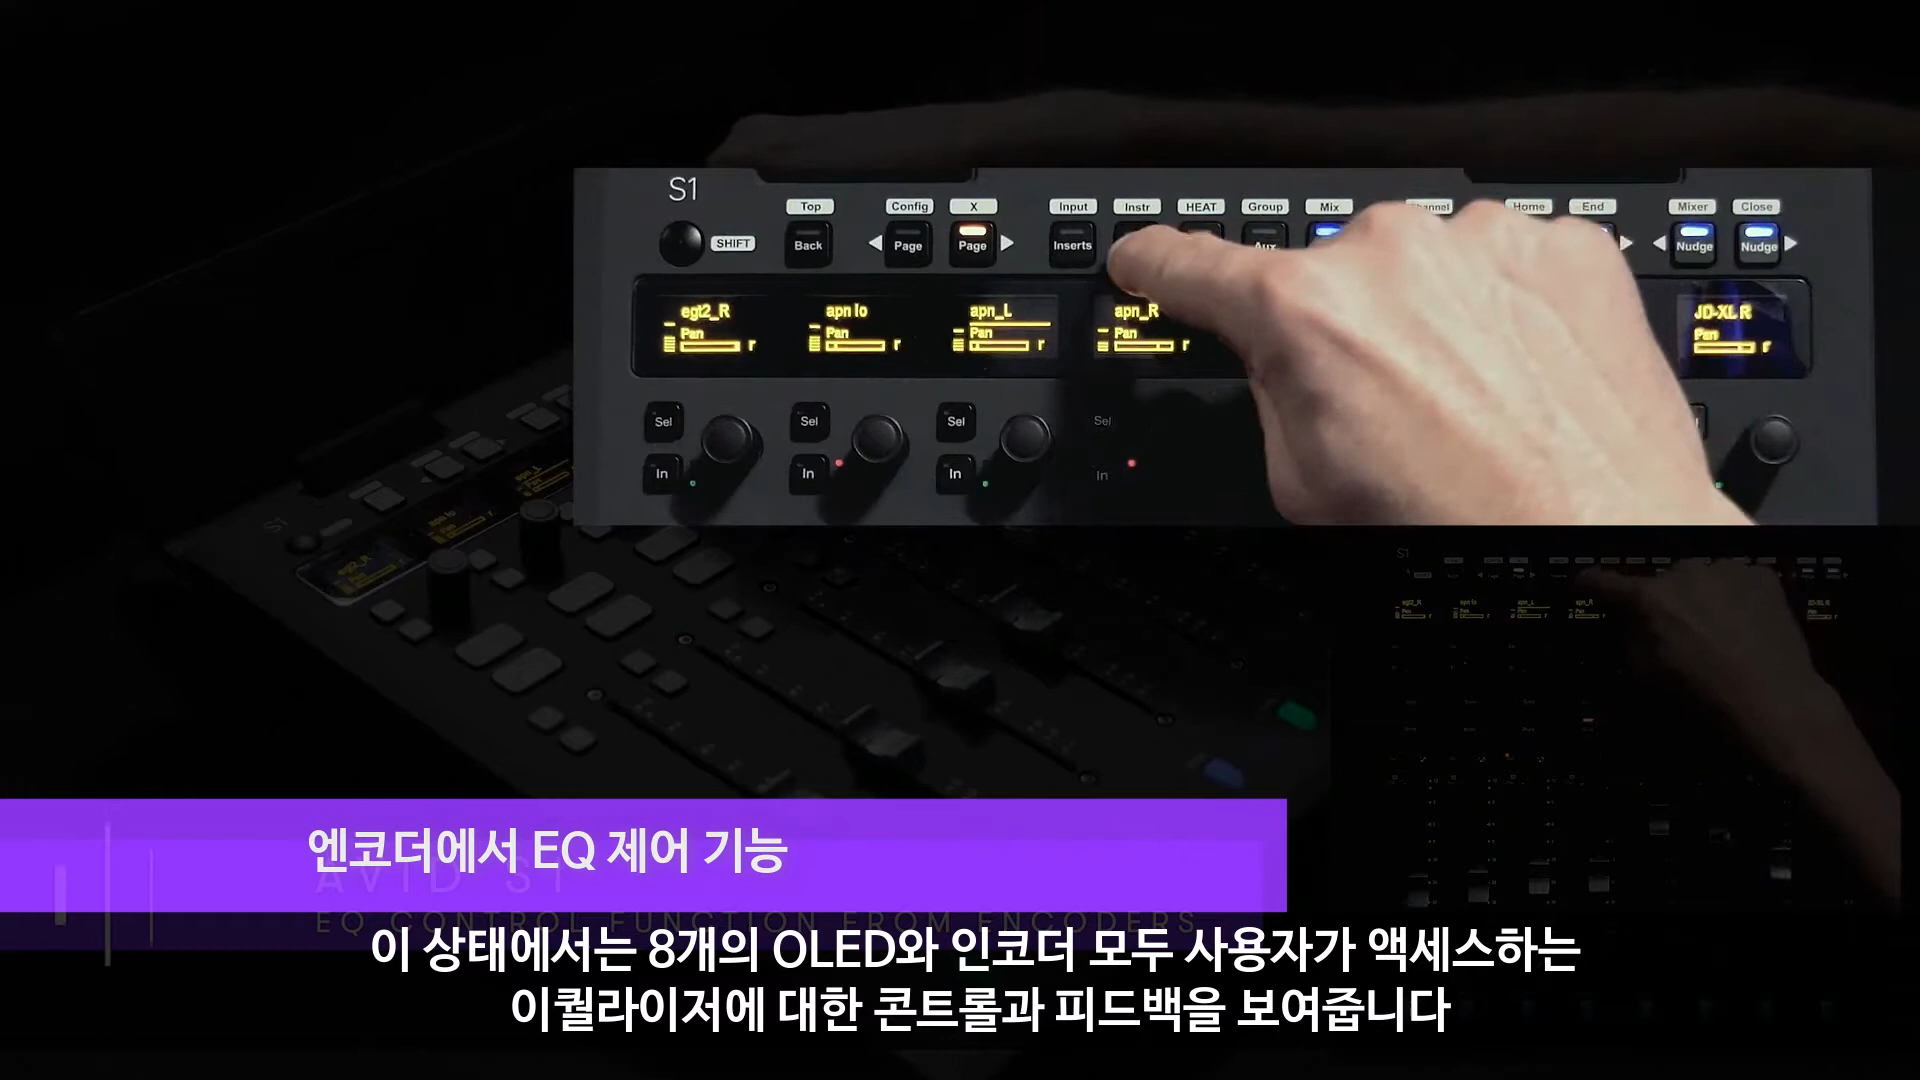 S1
Top Config X Input Instr HEAT Group Mix Channel Home End Mixer Close
SHIFT Back Page Page Inserts Aux Nudge Nudge
egt2_R apn lo apn_L apn_R JD-XL R
Pan Pan Pan Pan Pan
r r r r r
Sel Sel Sel Sel
In In In In
엔코더에서 EQ 제어 기능
AVID S1
EQ CONTROL FUNCTION FROM ENCODERS
이 상태에서는 8개의 OLED와 인코더 모두 사용자가 액세스하는
이퀄라이저에 대한 콘트롤과 피드백을 보여줍니다